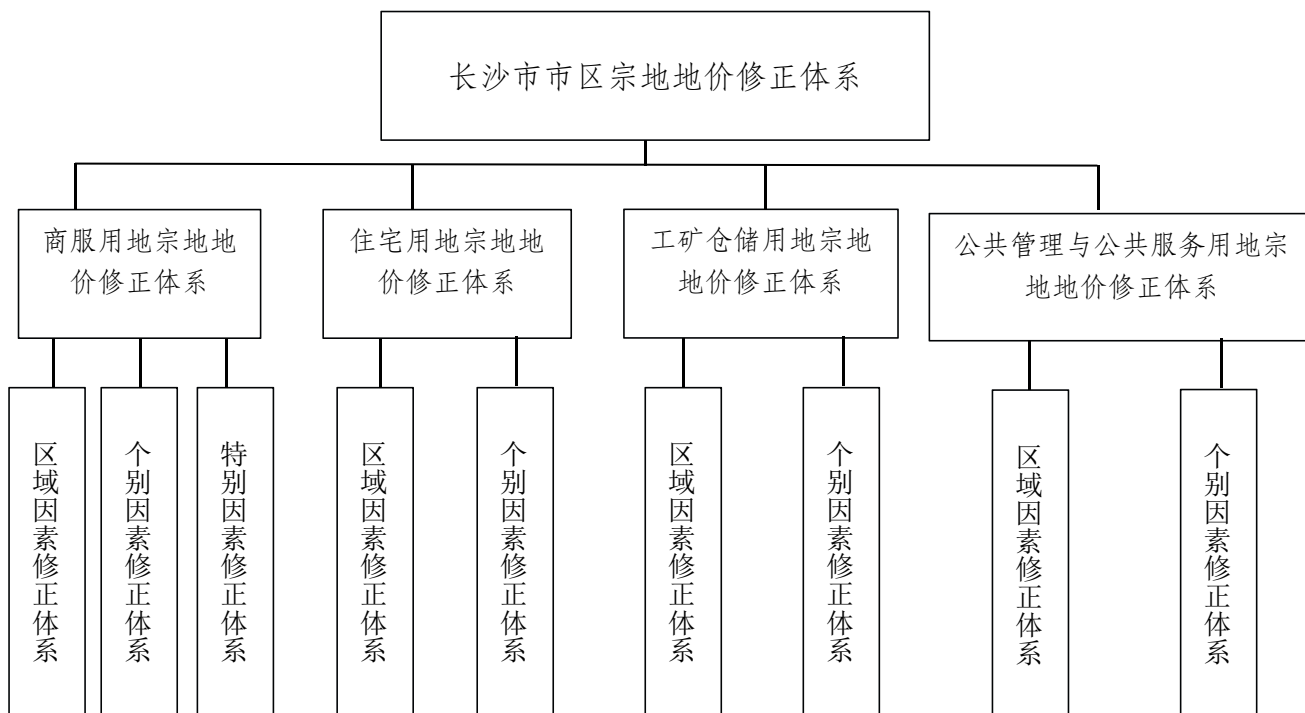 长沙市市区宗地地价修正体系
商服用地宗地地
价修正体系
住宅用地宗地地
价修正体系
工矿仓储用地宗地
地价修正体系
公共管理与公共服务用地宗
地地价修正体系
区域因素修正体系
个别因素修正体系
特别因素修正体系
区域因素修正体系
个别因素修正体系
区域因素修正体系
个别因素修正体系
区域因素修正体系
个别因素修正体系